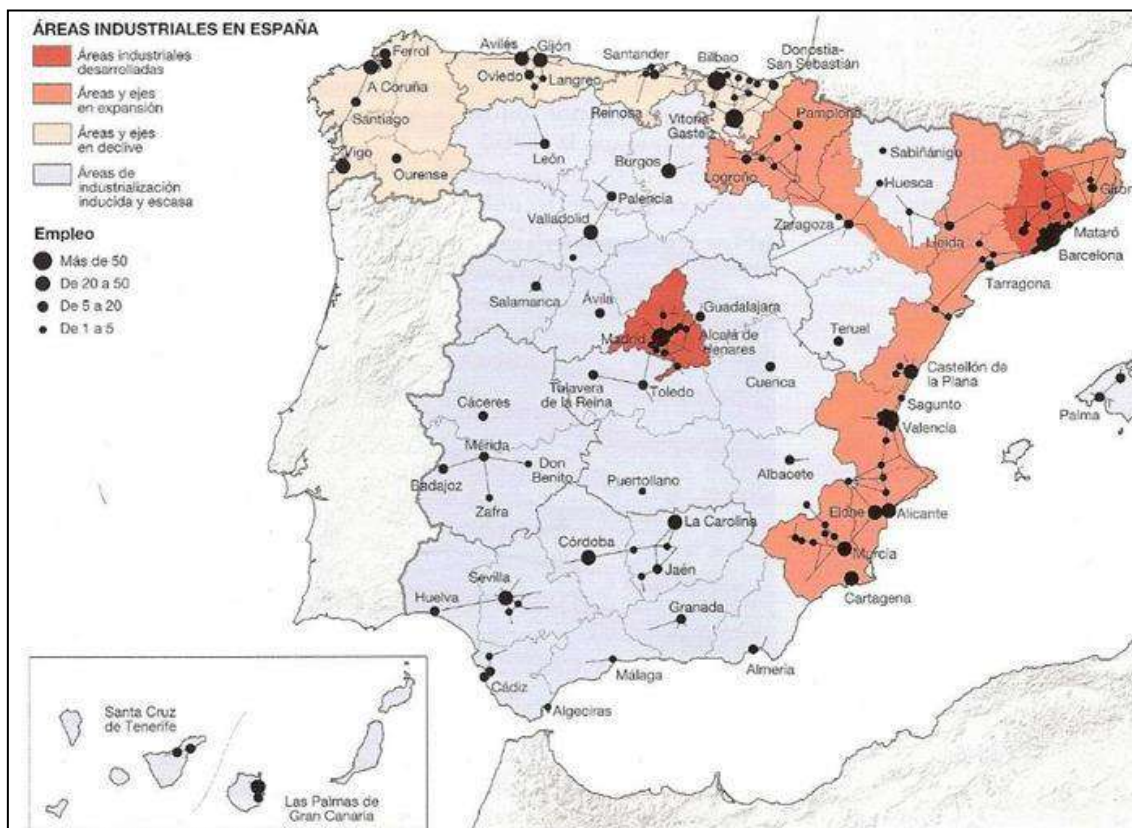 ÁREAS INDUSTRIALES EN ESPAÑA
Áreas industriales
desarrolladas
Áreas y ejes
en expansión
Áreas y ejes
en declive
Áreas de
industrialización
inducida y escasa
Empleo
Más de 50
De 20 a 50
De 5 a 20
De 1 a 5
Ferrol
A Coruña
Santiago
Vigo
Ourense
Avilés
Gijón
Oviedo
Langreo
Santander
Reinosa
Bilbao
Donostia-
San Sebastián
Vitoria-
Gasteiz
Pamplona
Logroño
León
Burgos
Palencia
Valladolid
Sabiñánigo
Huesca
Zaragoza
Lleida
Giron
Mataró
Barcelona
Tarragona
Salamanca
Ávila
Guadalajara
Madrid
Alcalá de
Henares
Teruel
Cuenca
Talavera
de la Reina
Toledo
Castellón de
la Plana
Sagunto
Valencia
Palma
Cáceres
Mérida
Badajoz
Don
Benito
Zafra
Puertollano
Albacete
Elche
Alicante
Murcia
Cartagena
La Carolina
Córdoba
Jaén
Sevilla
Huelva
Granada
Almería
Málaga
Cádiz
Algeciras
Santa Cruz
de Tenerife
Las Palmas de
Gran Canaria